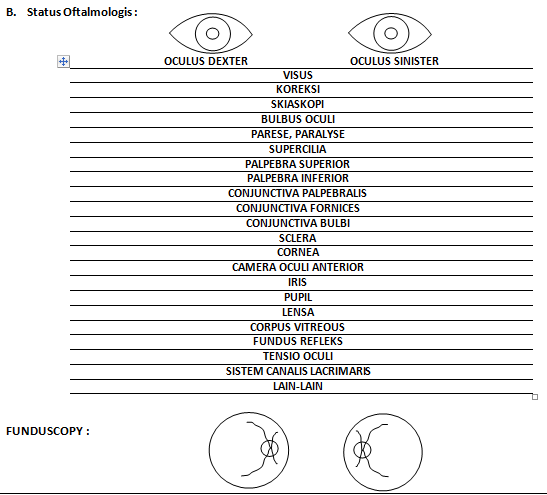 B. Status Oftalmologis :
OCULUS DEXTER OCULUS SINISTER
VISUS
KOREKSI
SKIASKOPI
BULBUS OCULI
PARESE, PARALYSE
SUPERCILIA
PALPEBRA SUPERIOR
PALPEBRA INFERIOR
CONJUNCTIVA PALPEBRALIS
CONJUNCTIVA FORNICES
CONJUNCTIVA BULBI
SCLERA
CORNEA
CAMERA OCULI ANTERIOR
IRIS
PUPIL
LENSA
CORPUS VITREOUS
FUNDUS REFLEKS
TENSIO OCULI
SISTEM CANALIS LACRIMARIS
LAIN-LAIN
FUNDUSCOPY :